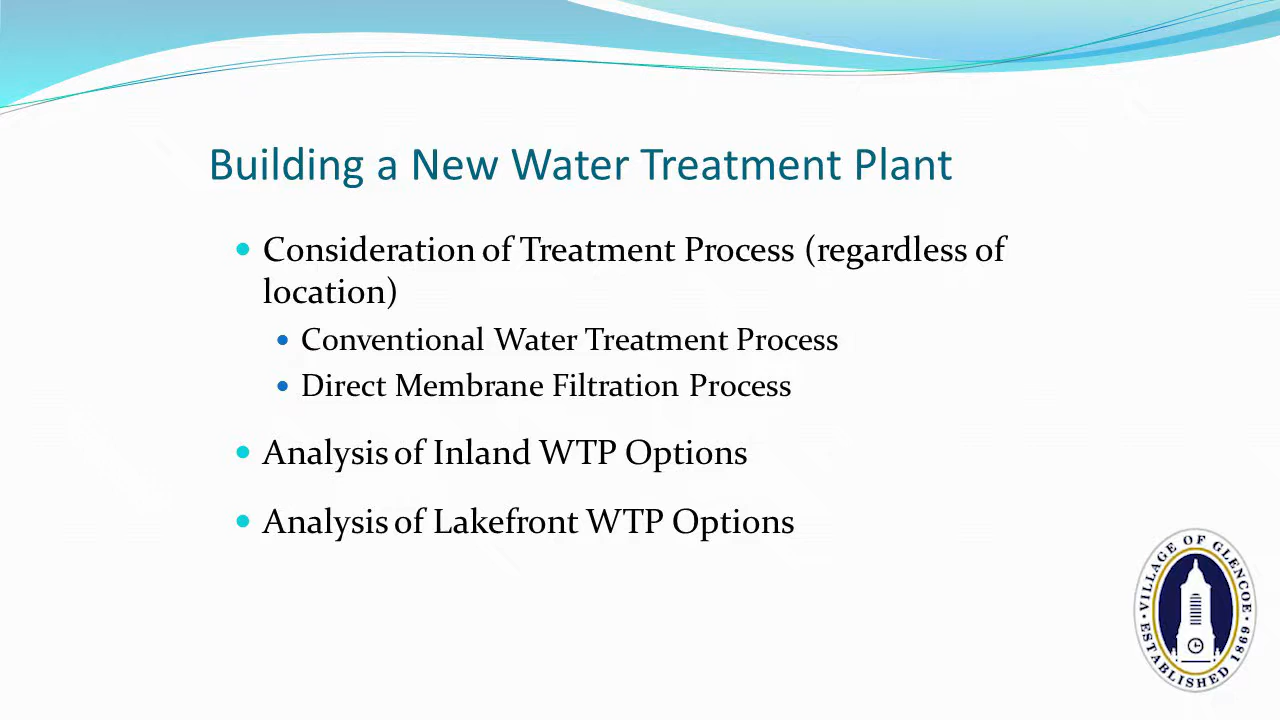 Building a New Water Treatment Plant
Consideration of Treatment Process (regardless of
location)
Conventional Water Treatment Process
Direct Membrane Filtration Process
Analysis of Inland WTP Options
Analysis of Lakefront WTP Options
VILLAGE OF GLENCOE
ESTABLISHED 1869